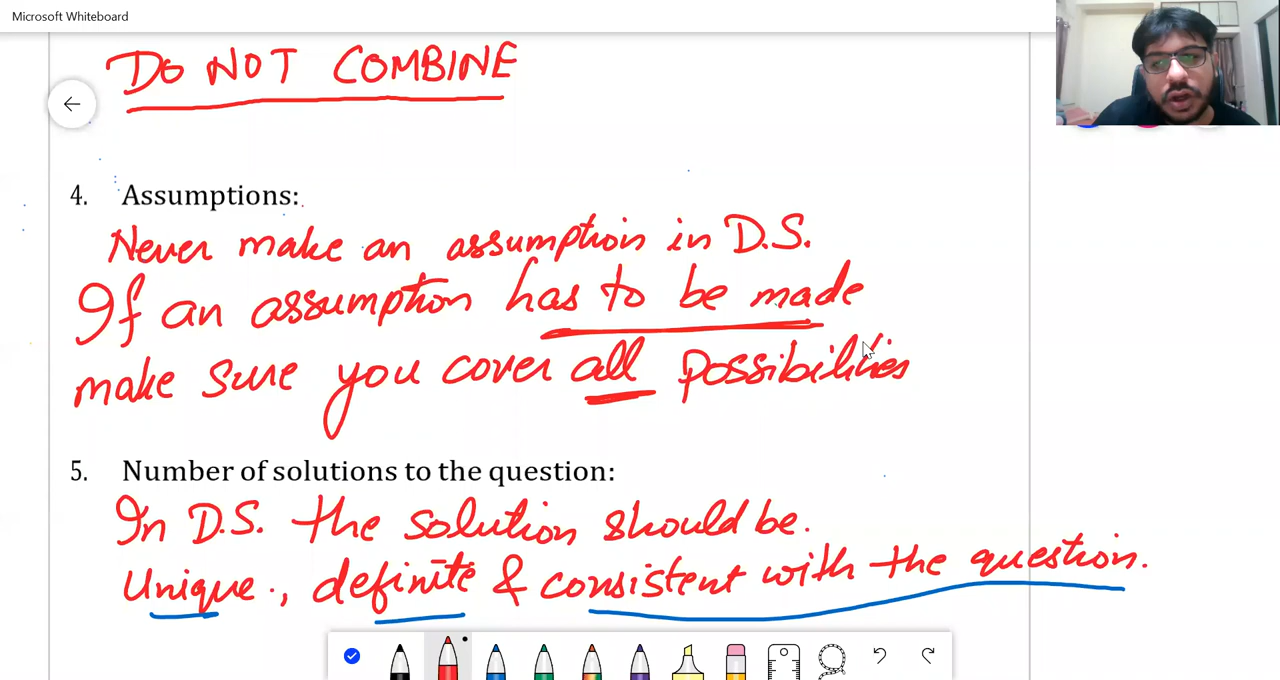 Microsoft Whiteboard
DO NOT COMBINE
4. Assumptions:
Never make an assumption in D.S.
If an assumption has to be made
make sure you cover all possibilities
5. Number of solutions to the question:
In D.S. the solution should be.
Unique., definite & consistent with the question.